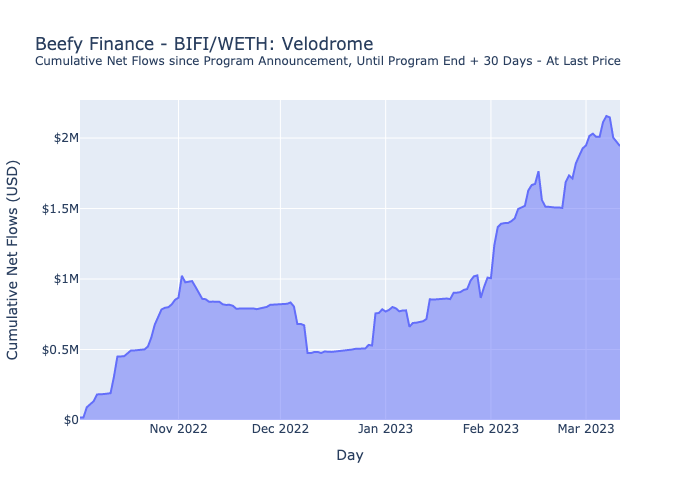 Beefy Finance - BIFI/WETH: Velodrome
Cumulative Net Flows since Program Announcement, Until Program End + 30 Days - At Last Price
Cumulative Net Flows (USD)
$2M
$1.5M
$1M
$0.5M
$0
Nov 2022 Dec 2022 Jan 2023 Feb 2023 Mar 2023
Day